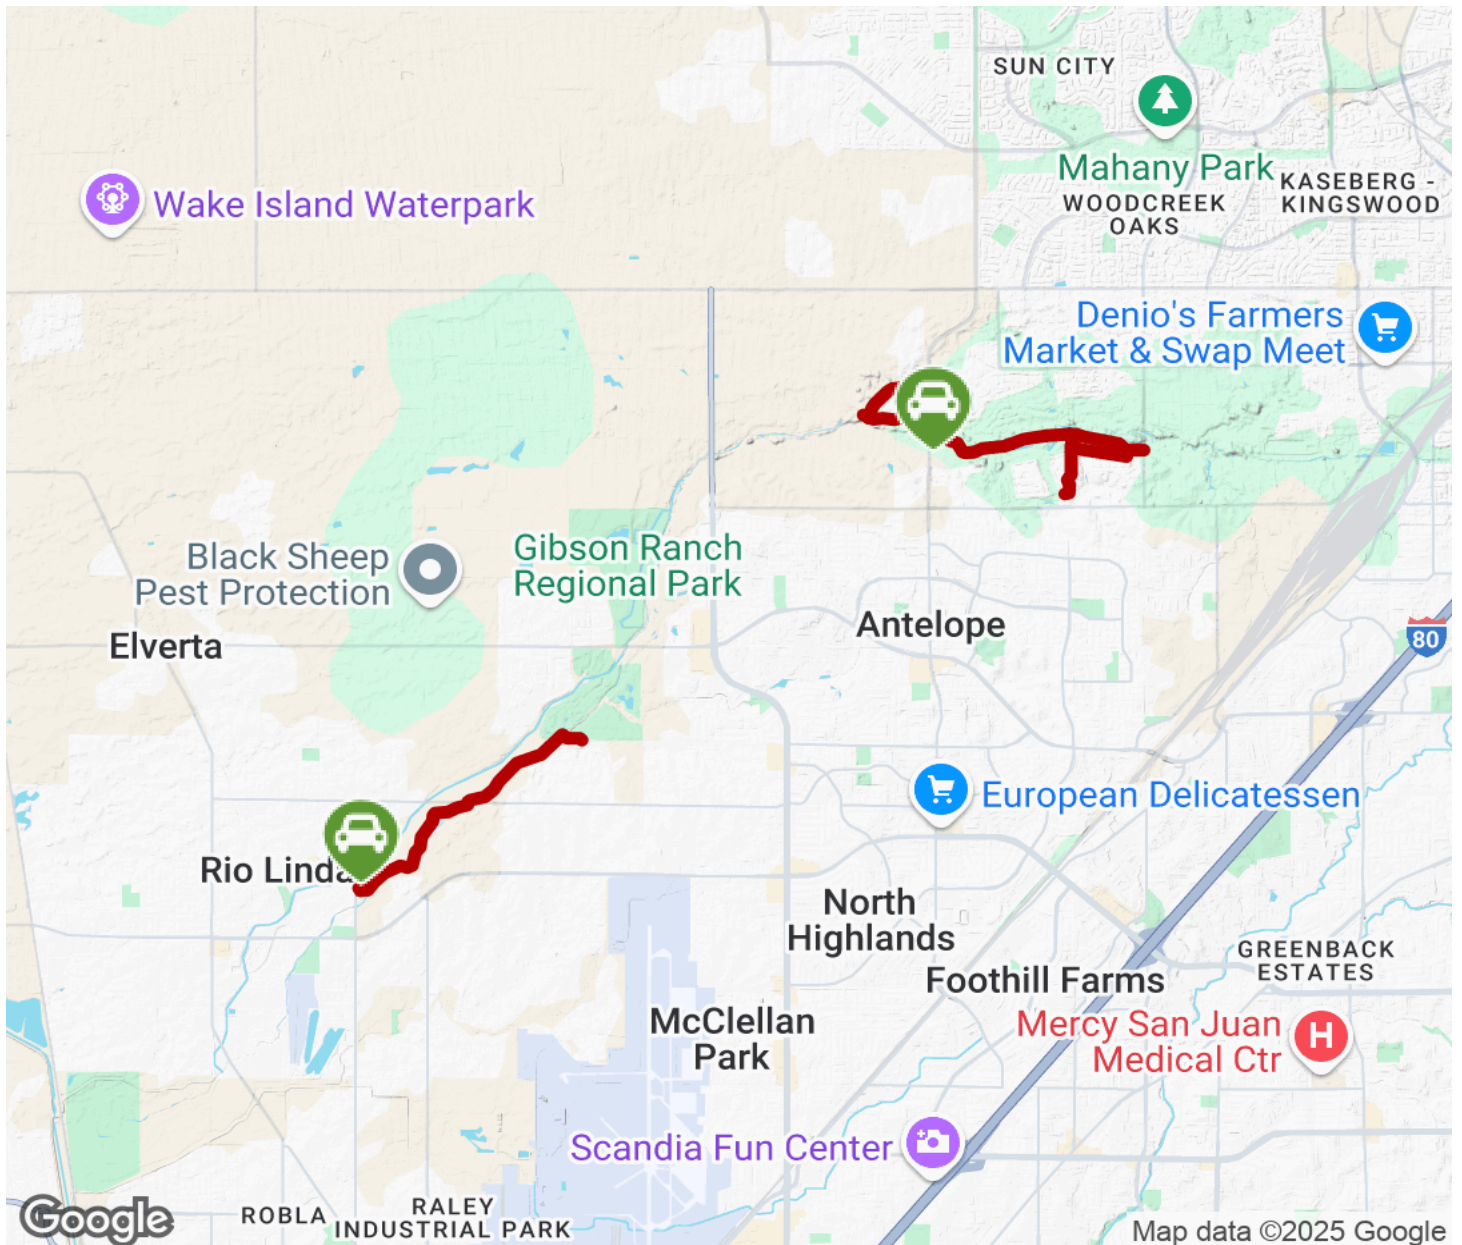 SUN CITY
Mahany Park
KASEBERG -
KINGSWOOD
WOODCREEK
OAKS
Wake Island Waterpark
Denio's Farmers
Market & Swap Meet
Black Sheep
Pest Protection
Gibson Ranch
Regional Park
Elverta
Antelope
80
European Delicatessen
Rio Linda
North
Highlands
GREENBACK
ESTATES
Foothill Farms
McClellan
Park
Mercy San Juan
Medical Ctr
H
Scandia Fun Center
RALEY
INDUSTRIAL PARK
ROBLA
Google
Map data ©2025 Google